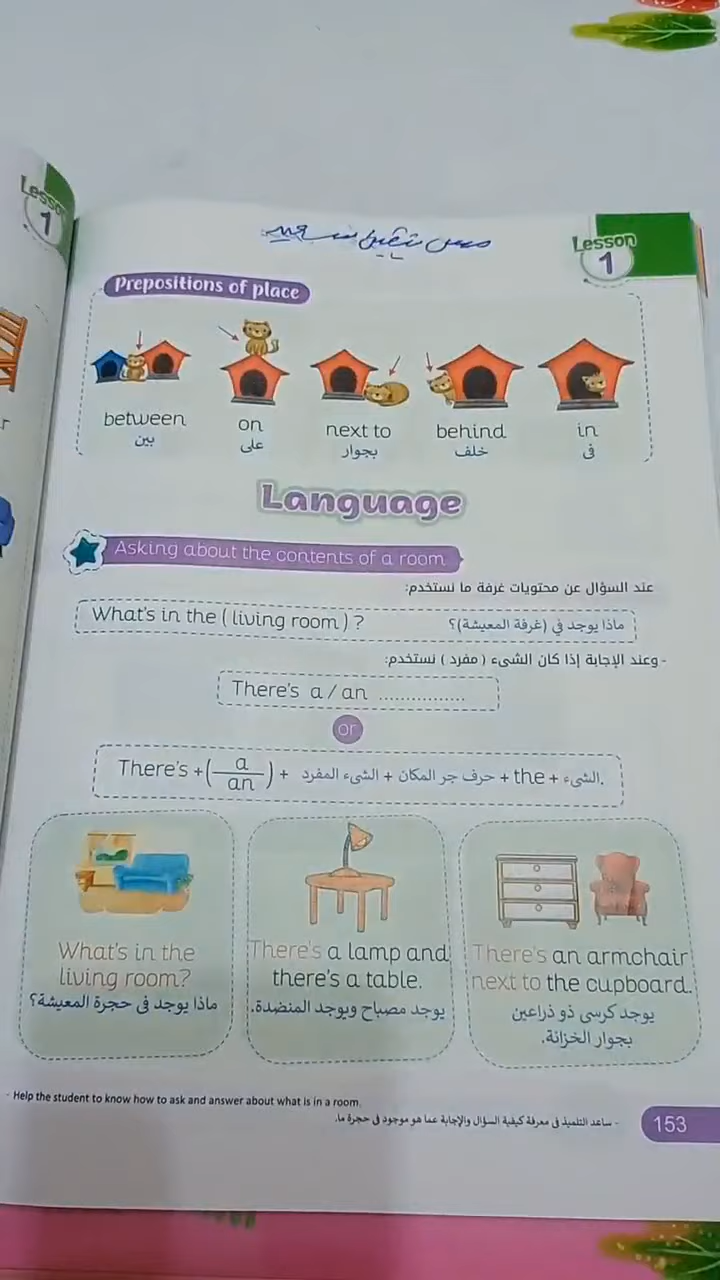 Lesson
1
Lesson
1
Prepositions of place
between
on
next to
behind
in
بين
على
بجوار
خلف
فى
Language
Asking about the contents of a room
عند السؤال عن محتويات غرفة ما نستخدم:
What's in the ( living room ) ?
ماذا يوجد في (غرفة المعيشة)؟
- وعند الإجابة إذا كان الشيء ( مفرد ) نستخدم:
There's a / an ................
or
There's + ( a / an ) + الشيء المفرد + حرف جر المكان + the + الشيء.
What's in the
living room?
ماذا يوجد فى حجرة المعيشة؟
There's a lamp and
there's a table.
يوجد مصباح ويوجد المنضدة.
There's an armchair
next to the cupboard.
يوجد كرسى ذو ذراعين
بجوار الخزانة.
- Help the student to know how to ask and answer about what is in a room.
- ساعد التلميذ فى معرفة كيفية السؤال والإجابة عما هو موجود فى حجرة ما.
153